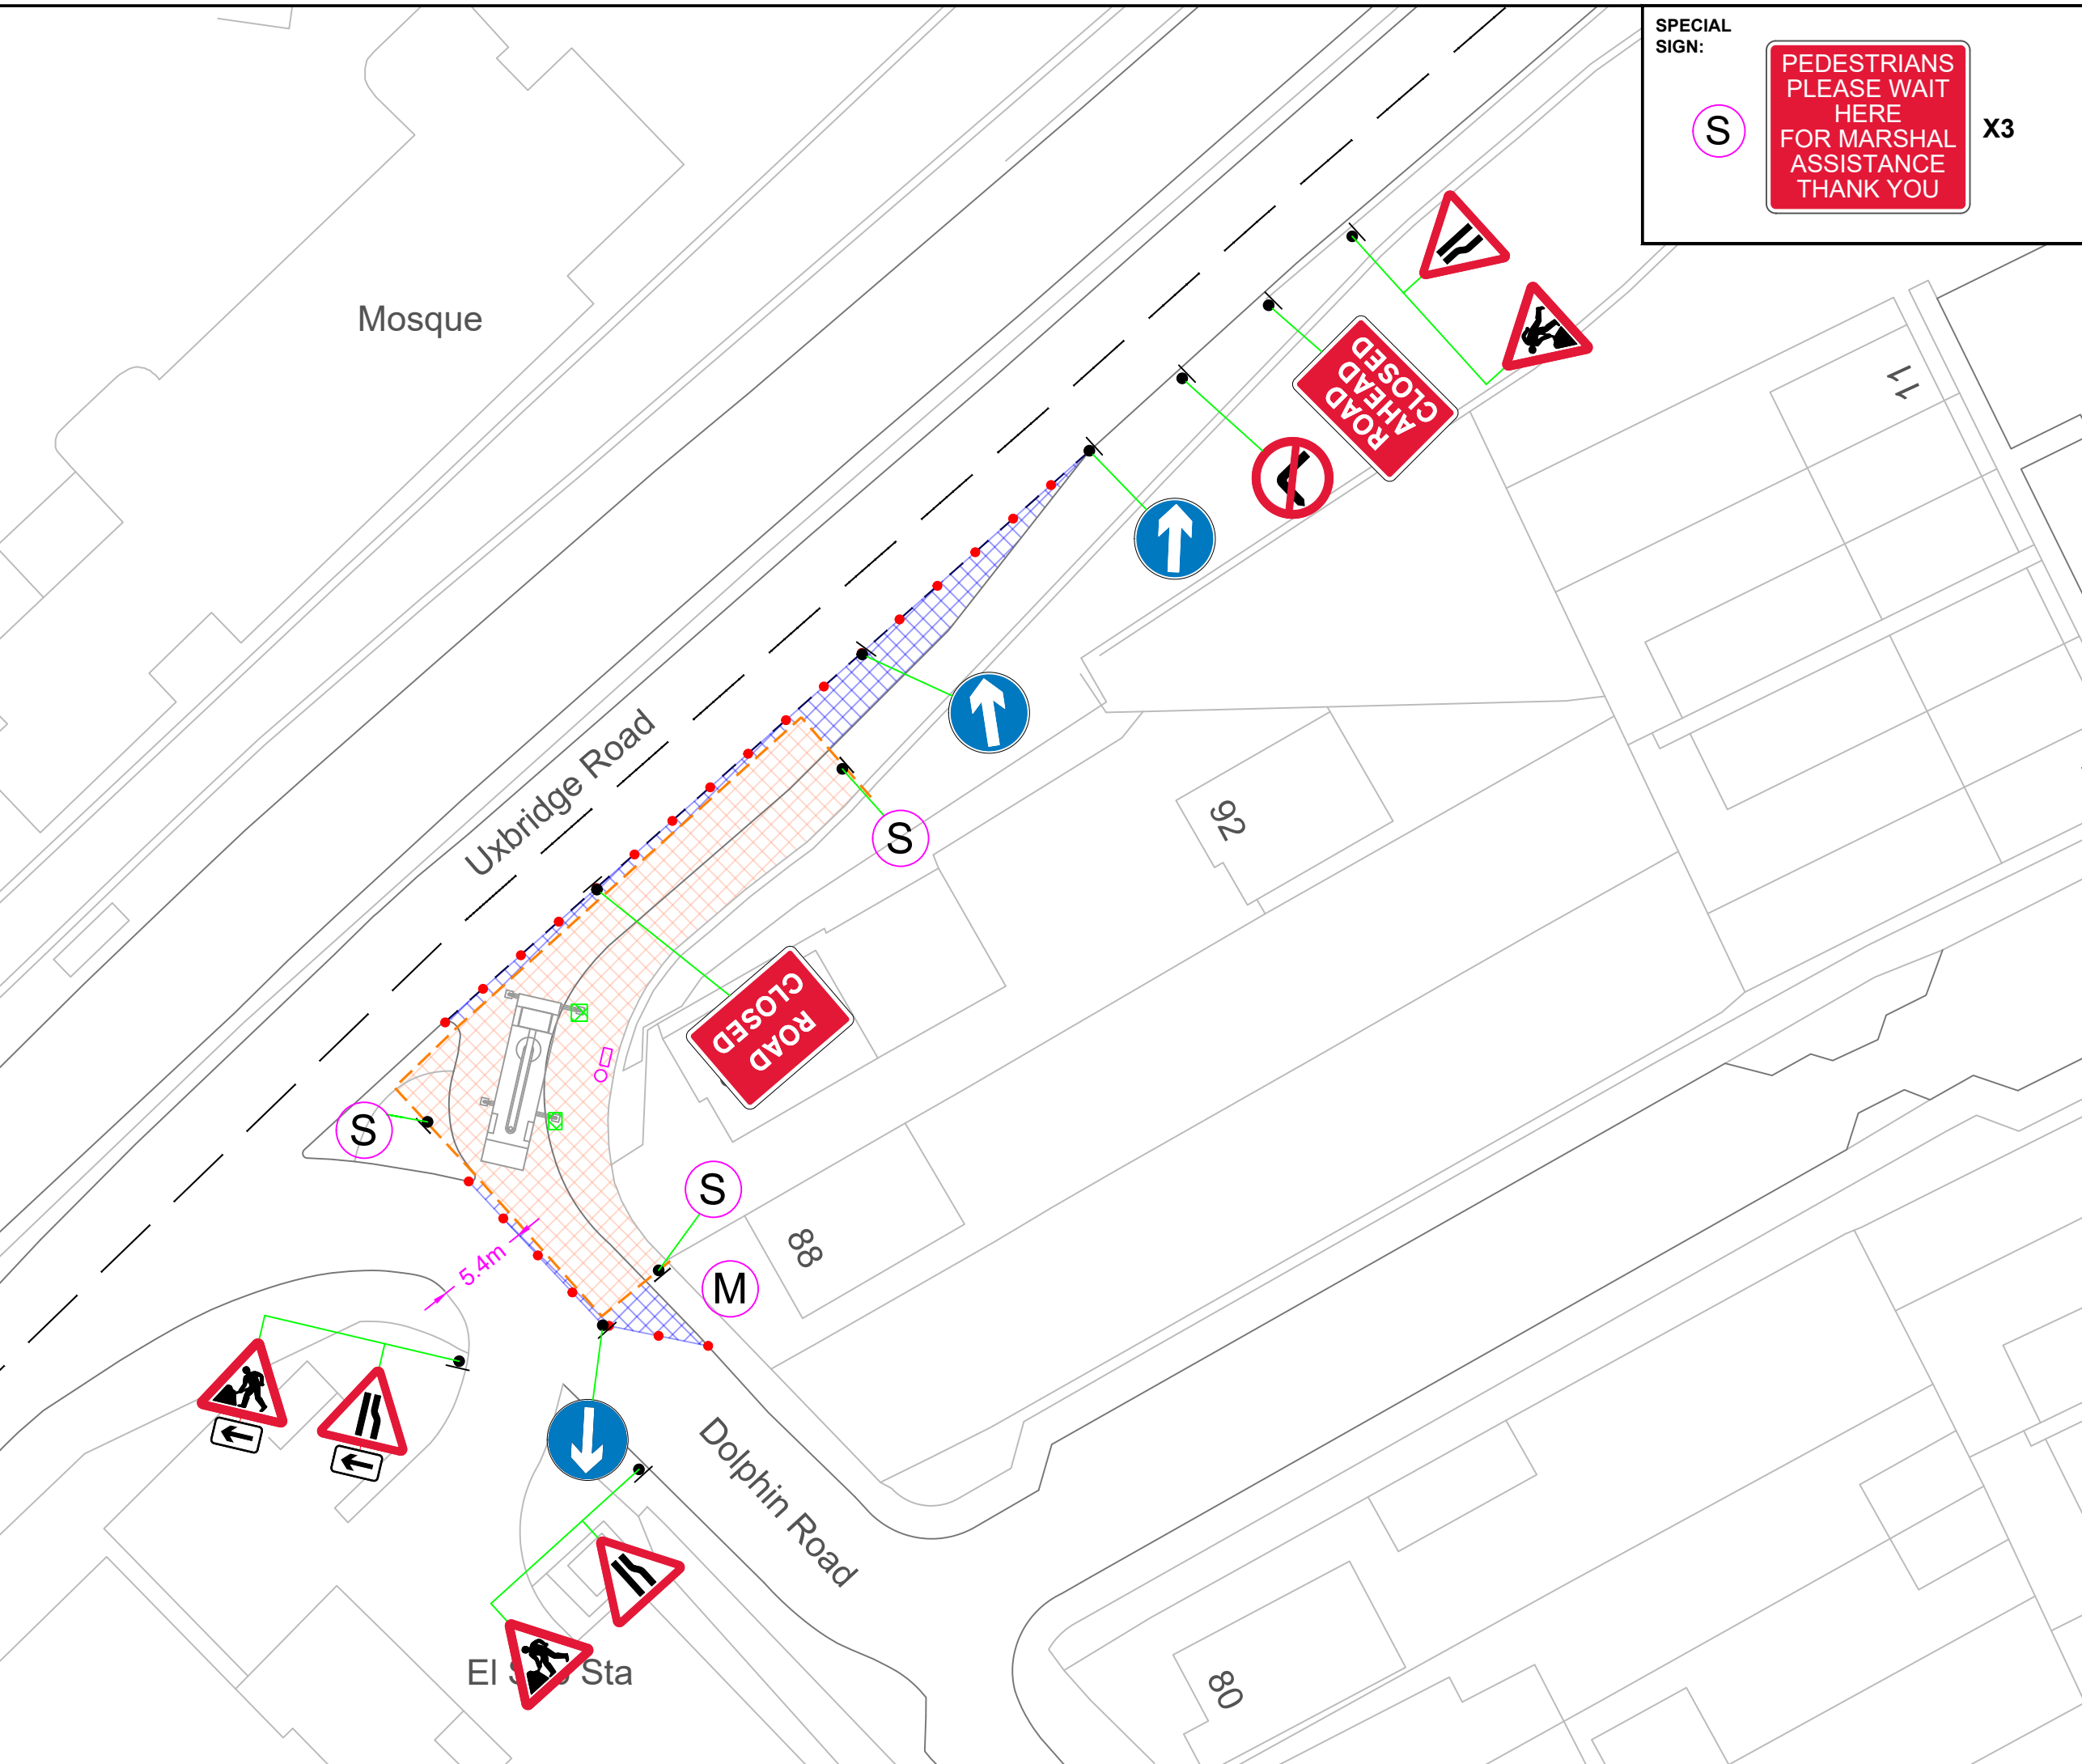 SPECIAL
SIGN:
S
PEDESTRIANS
PLEASE WAIT
HERE
FOR MARSHAL
ASSISTANCE
THANK YOU
X3
Mosque
11
ROAD
AHEAD
CLOSED
Uxbridge Road
92
S
ROAD
CLOSED
S
S
88
M
5.4m
Dolphin Road
El Sta
80